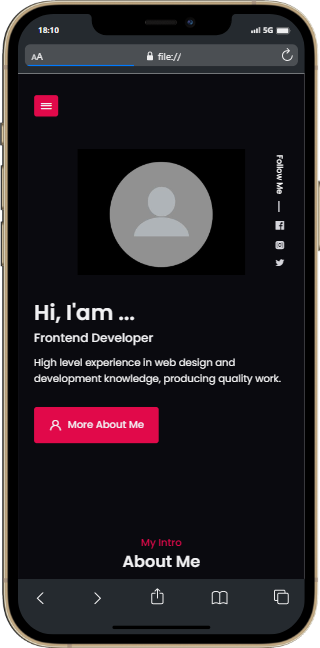 18:10
5G
AA
file://
Follow Me
Hi, I'am ...
Frontend Developer
High level experience in web design and
development knowledge, producing quality work.
More About Me
My Intro
About Me